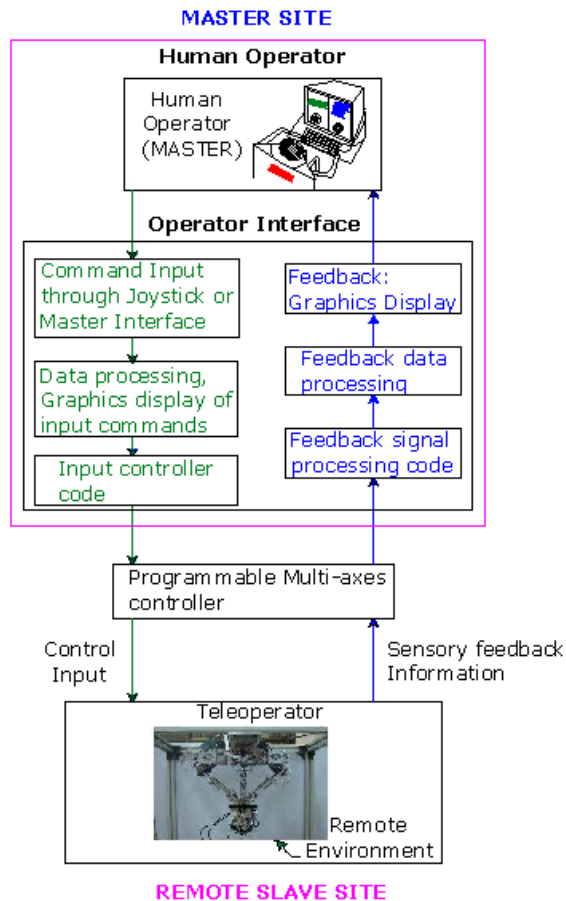 MASTER SITE
Human Operator
Human
Operator
(MASTER)
Operator Interface
Command Input
through Joystick or
Master Interface
Data processing,
Graphics display of
input commands
Input controller
code
Feedback:
Graphics Display
Feedback data
processing
Feedback signal
processing code
Programmable Multi-axes
controller
Control
Input
Sensory feedback
Information
Teleoperator
Remote
Environment
REMOTE SLAVE SITE